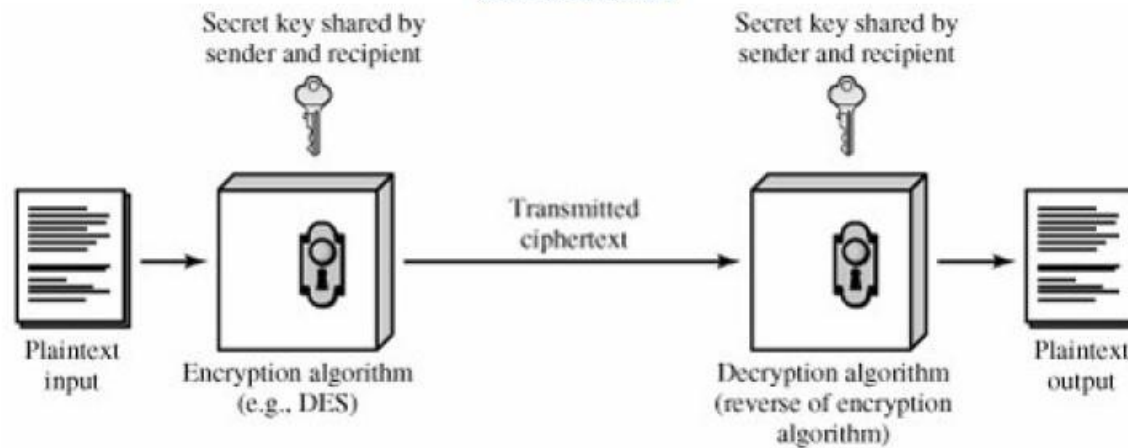 Secret key shared by
sender and recipient
Secret key shared by
sender and recipient
Transmitted
ciphertext
Plaintext
input
Encryption algorithm
(e.g., DES)
Decryption algorithm
(reverse of encryption
algorithm)
Plaintext
output